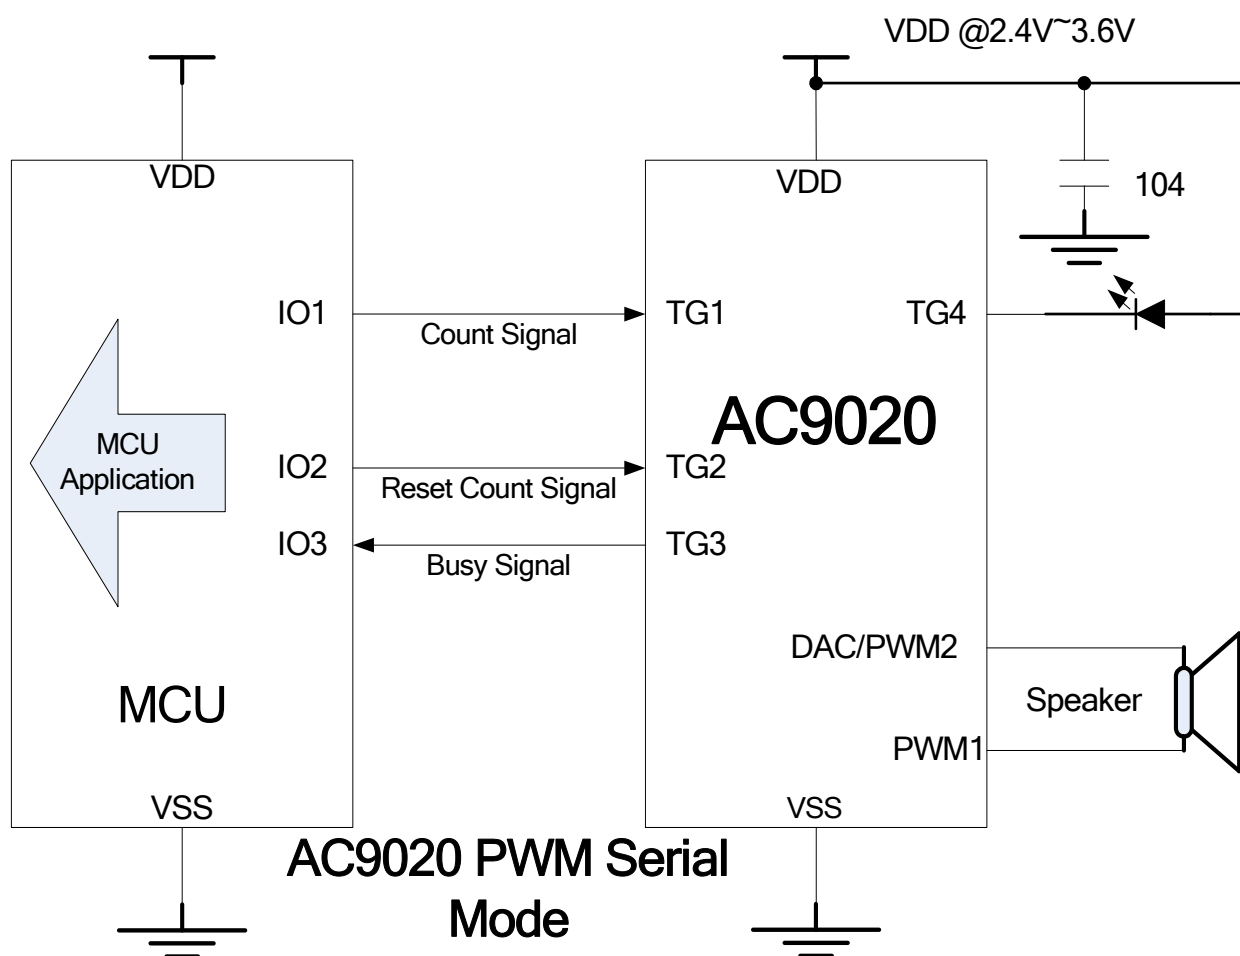 VDD @2.4V~3.6V
VDD
VDD
104
IO1
Count Signal
TG1
TG4
AC9020
MCU
Application
IO2
Reset Count Signal
TG2
IO3
Busy Signal
TG3
DAC/PWM2
Speaker
MCU
PWM1
VSS
VSS
AC9020 PWM Serial
Mode